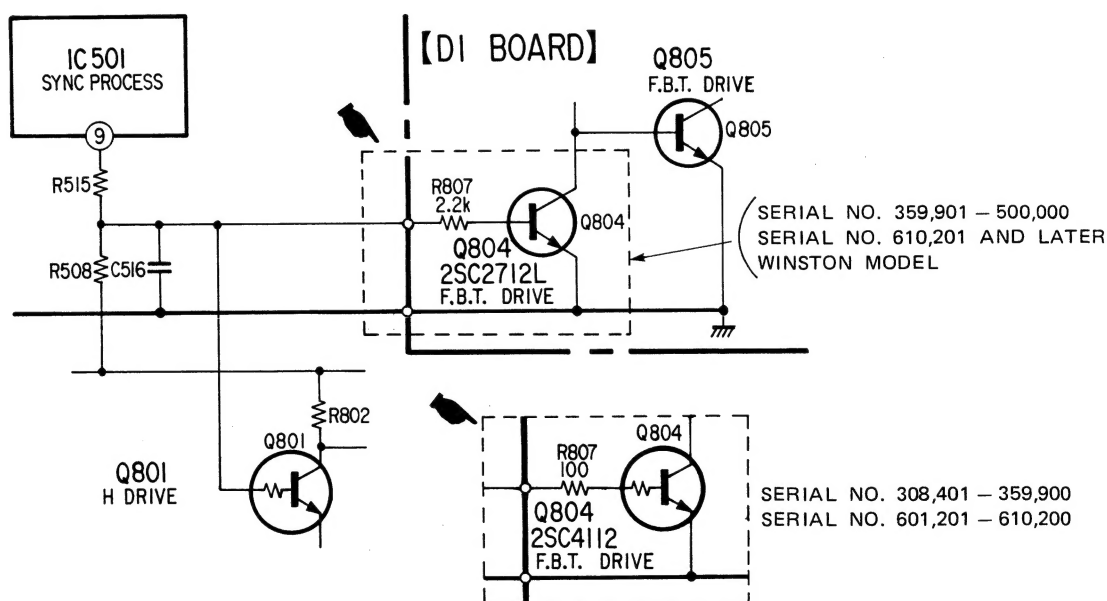 IC 501
SYNC PROCESS
9
R515
R508
C516
【D1 BOARD】
Q805
F.B.T. DRIVE
Q805
R807
2.2k
Q804
Q804
2SC2712L
F.B.T. DRIVE
SERIAL NO. 359,901 – 500,000
SERIAL NO. 610,201 AND LATER
WINSTON MODEL
R802
Q801
Q801
H DRIVE
R807
100
Q804
Q804
2SC4112
F.B.T. DRIVE
SERIAL NO. 308,401 – 359,900
SERIAL NO. 601,201 – 610,200